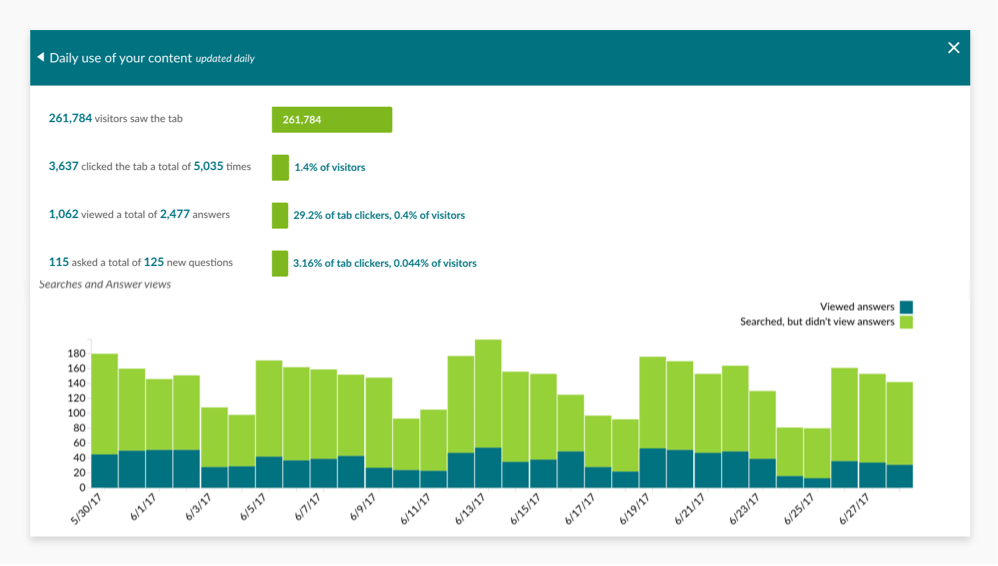 Daily use of your content updated daily
261,784 visitors saw the tab
261,784
3,637 clicked the tab a total of 5,035 times
1.4% of visitors
1,062 viewed a total of 2,477 answers
29.2% of tab clickers, 0.4% of visitors
115 asked a total of 125 new questions
3.16% of tab clickers, 0.044% of visitors
Searches and Answer views
Viewed answers
Searched, but didn't view answers
180
160
140
120
100
80
60
40
20
0
5/30/17
6/1/17
6/3/17
6/5/17
6/7/17
6/9/17
6/11/17
6/13/17
6/15/17
6/17/17
6/19/17
6/21/17
6/23/17
6/25/17
6/27/17